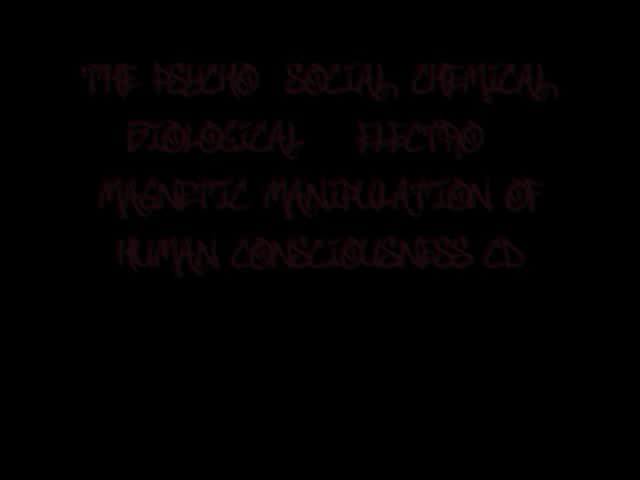 THE PSYCHO SOCIAL CHEMICAL
BIOLOGICAL ELECTRO
MAGNETIC MANIPULATION OF
HUMAN CONSCIOUSNESS CD